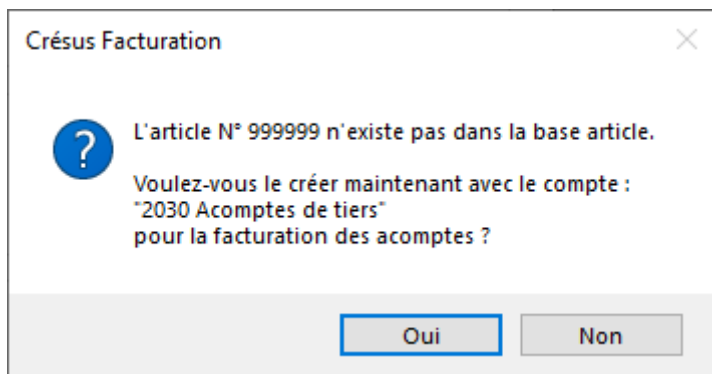 Crésus Facturation
L'article N° 999999 n'existe pas dans la base article.
Voulez-vous le créer maintenant avec le compte :
"2030 Acomptes de tiers"
pour la facturation des acomptes ?
Oui
Non